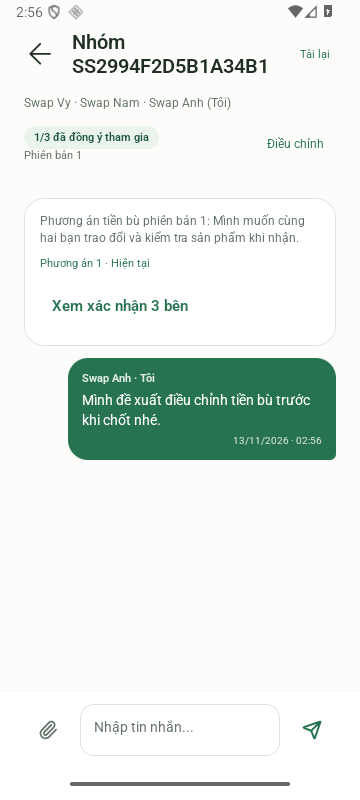 2:56
Nhóm
SS2994F2D5B1A34B1
Tải lại
Swap Vy · Swap Nam · Swap Anh (Tôi)
1/3 đã đồng ý tham gia
Phiên bản 1
Điều chỉnh
Phương án tiền bù phiên bản 1: Mình muốn cùng
hai bạn trao đổi và kiểm tra sản phẩm khi nhận.
Phương án 1 · Hiện tại
Xem xác nhận 3 bên
Swap Anh · Tôi
Mình đề xuất điều chỉnh tiền bù trước
khi chốt nhé.
13/11/2026 · 02:56
Nhập tin nhắn...